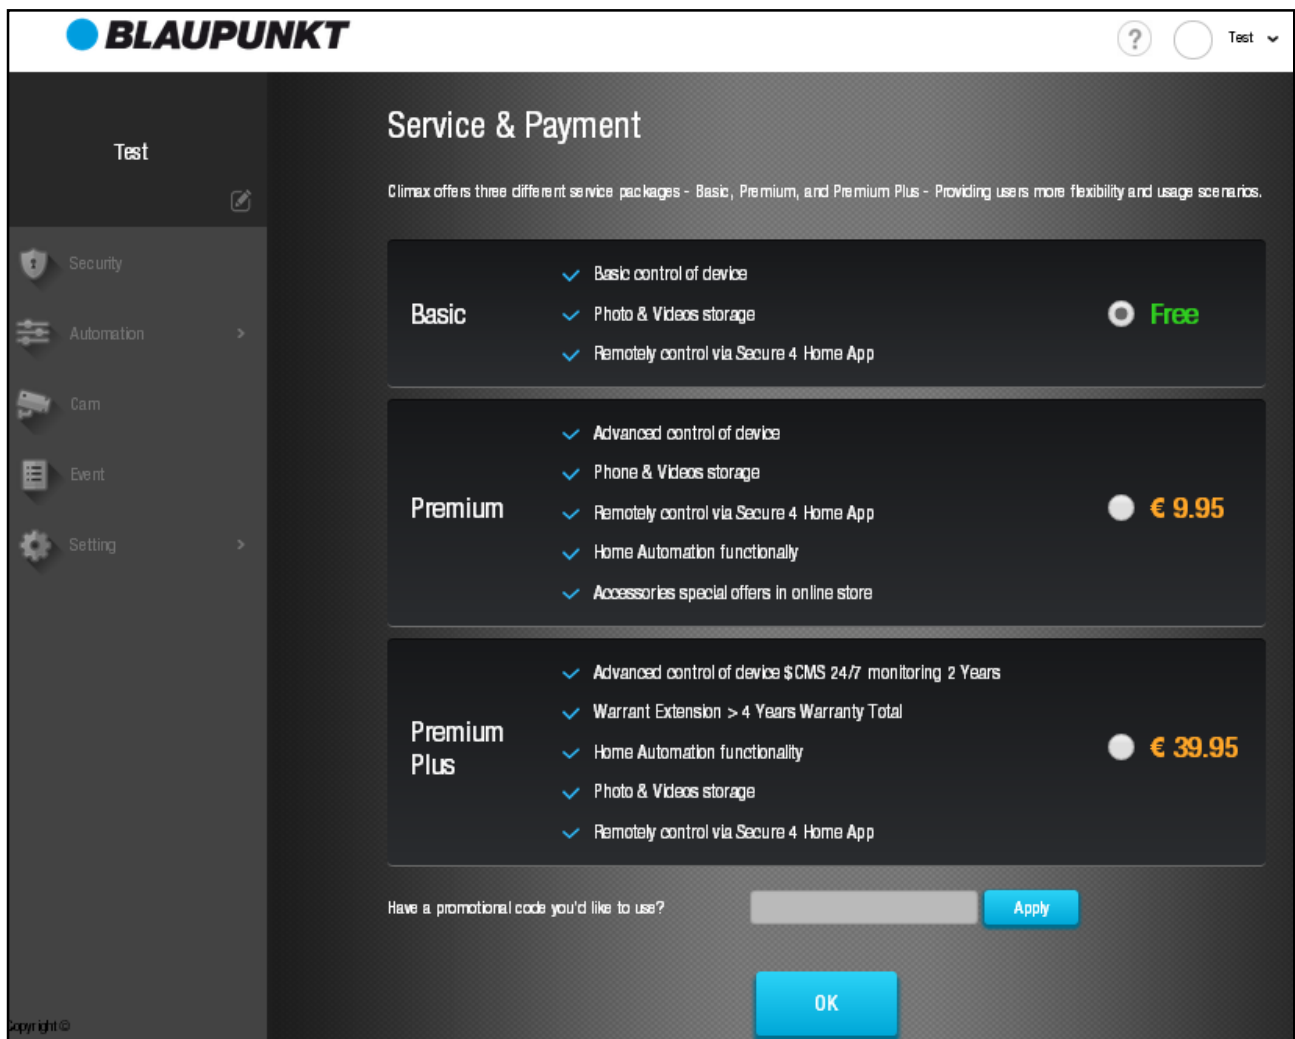 BLAUPUNKT
?
Test
Test
Security
Automation
Cam
Event
Setting
Copyright ©
Service & Payment
Climax offers three different service packages - Basic, Premium, and Premium Plus - Providing users more flexibility and usage scenarios.
Basic
Basic control of device
Photo & Videos storage
Remotely control via Secure 4 Home App
Free
Premium
Advanced control of device
Phone & Videos storage
Remotely control via Secure 4 Home App
Home Automation functionally
Accessories special offers in online store
€ 9.95
Premium
Plus
Advanced control of device $CMS 24/7 monitoring 2 Years
Warrant Extension > 4 Years Warranty Total
Home Automation functionality
Photo & Videos storage
Remotely control via Secure 4 Home App
€ 39.95
Have a promotional code you'd like to use?
Apply
OK